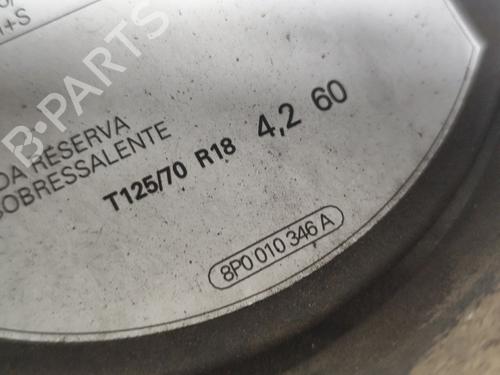 +S
DA RESERVA
SOBRESSALENTE
T125/70 R18 4,2 60
8P0 010 346 A
B-PARTS